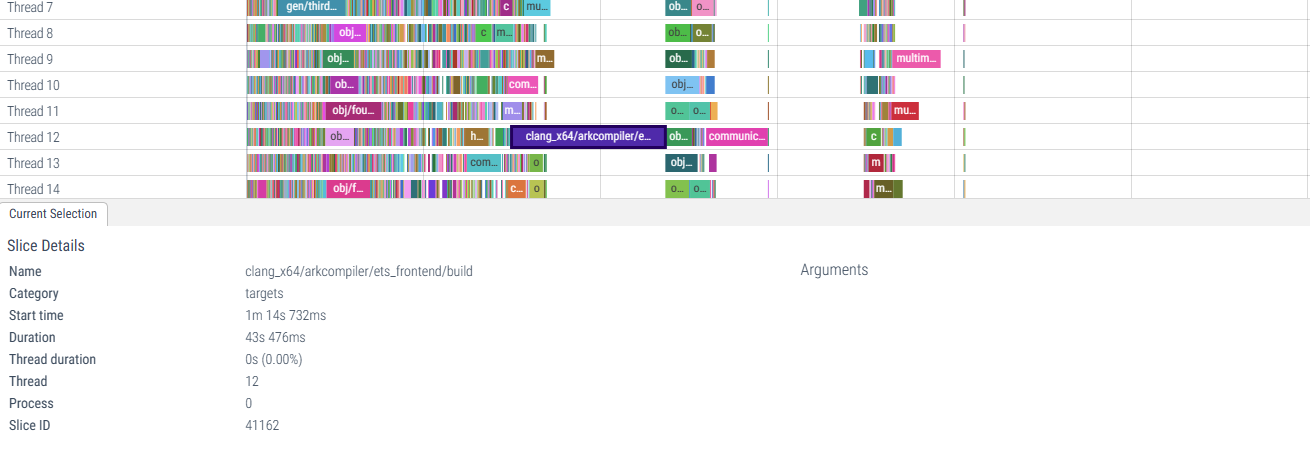 Thread 7 gen/third... c mu... ob... o...
Thread 8 obj... c m... ob... o...
Thread 9 obj... m... ob... multim...
Thread 10 ob... com... obj...
Thread 11 obj/fou... m... o... o... mu...
Thread 12 ob... h... clang_x64/arkcompiler/e... ob... communic... c
Thread 13 com... o obj... m
Thread 14 obj/f... c... o o... o... m...
Current Selection
Slice Details
Name clang_x64/arkcompiler/ets_frontend/build Arguments
Category targets
Start time 1m 14s 732ms
Duration 43s 476ms
Thread duration 0s (0.00%)
Thread 12
Process 0
Slice ID 41162